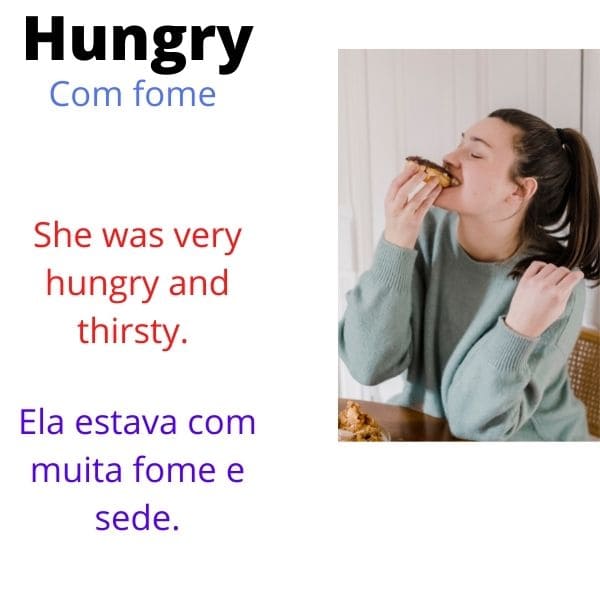 Hungry
Com fome
She was very
hungry and
thirsty.
Ela estava com
muita fome e
sede.